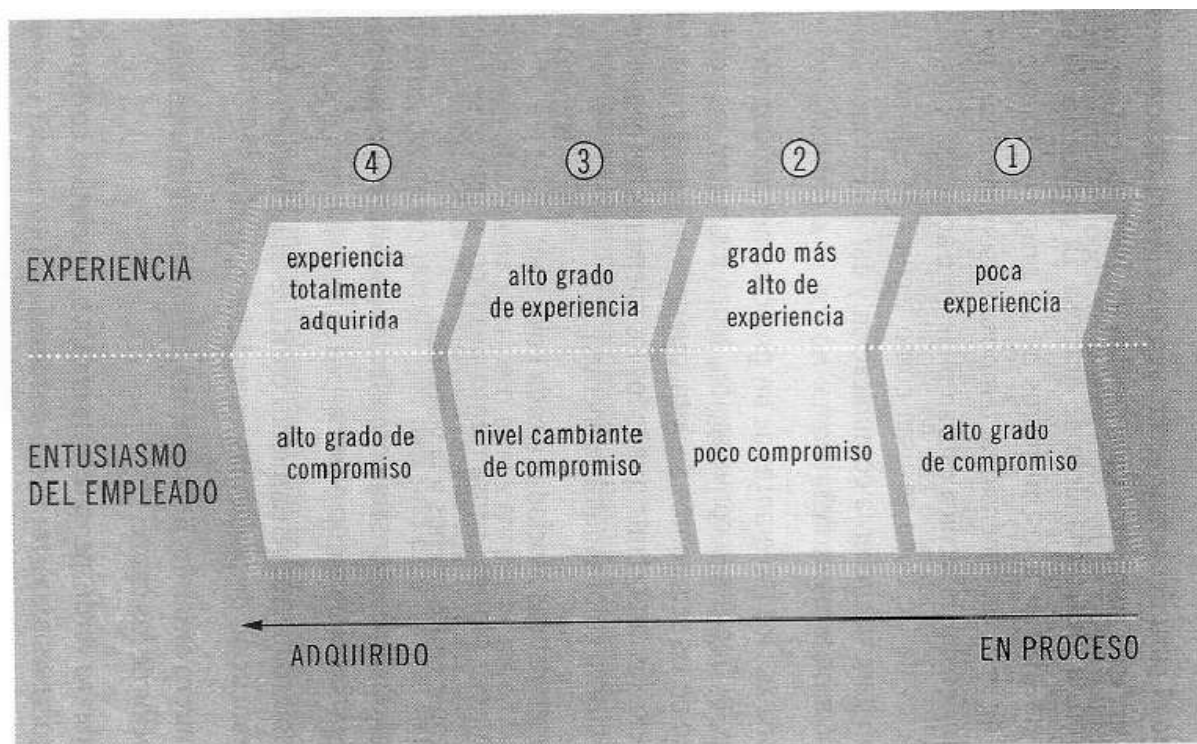 ④ ③ ② ①
EXPERIENCIA
experiencia
totalmente
adquirida
alto grado
de experiencia
grado más
alto de
experiencia
poca
experiencia
ENTUSIASMO
DEL EMPLEADO
alto grado de
compromiso
nivel cambiante
de compromiso
poco compromiso
alto grado
de compromiso
ADQUIRIDO
EN PROCESO